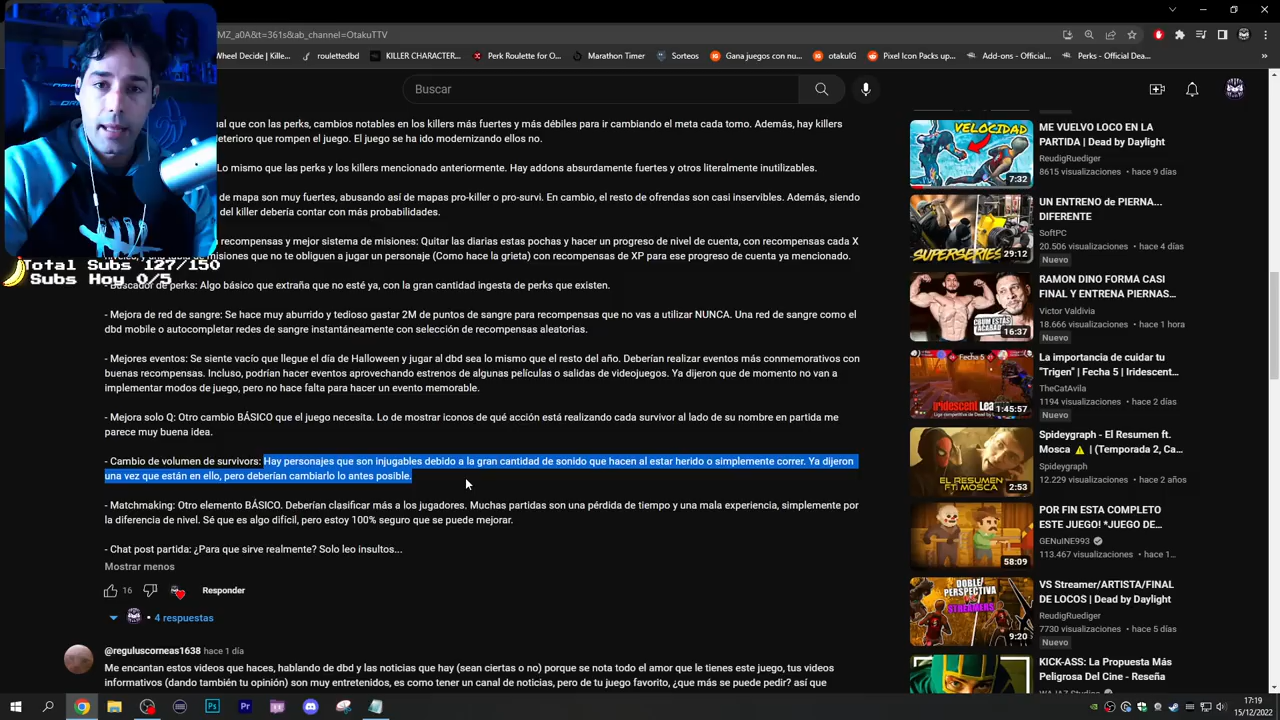 MZ_a0A&t=361s&ab_channel=OtakuTTV
Wheel Decide | Kille...
roulettedbd
KILLER CHARACTER...
Perk Roulette for O...
Marathon Timer
Sorteos
Gana juegos con nu...
otakuIG
Pixel Icon Packs up...
Add-ons - Official...
Perks - Official Dea...
Buscar
ual que con las perks, cambios notables en los killers más fuertes y más débiles para ir cambiando el meta cada tomo. Además, hay killers
eterioro que rompen el juego. El juego se ha ido modernizando ellos no.
Lo mismo que las perks y los killers mencionado anteriormente. Hay addons absurdamente fuertes y otros literalmente inutilizables.
de mapa son muy fuertes, abusando así de mapas pro-killer o pro-survi. En cambio, el resto de ofrendas son casi inservibles. Además, siendo
del killer debería contar con más probabilidades.
recompensas y mejor sistema de misiones: Quitar las diarias estas pochas y hacer un progreso de nivel de cuenta, con recompensas cada X
niveles, y una tabla de misiones que no te obliguen a jugar un personaje (Como hace la grieta) con recompensas de XP para ese progreso de cuenta ya mencionado.
Total Subs 127/150
Subs Hoy 0/5
- Buscador de perks: Algo básico que extraña que no esté ya, con la gran cantidad ingesta de perks que existen.
- Mejora de red de sangre: Se hace muy aburrido y tedioso gastar 2M de puntos de sangre para recompensas que no vas a utilizar NUNCA. Una red de sangre como el
dbd mobile o autocompletar redes de sangre instantáneamente con selección de recompensas aleatorias.
- Mejores eventos: Se siente vacío que llegue el día de Halloween y jugar al dbd sea lo mismo que el resto del año. Deberían realizar eventos más conmemorativos con
buenas recompensas. Incluso, podrían hacer eventos aprovechando estrenos de algunas películas o salidas de videojuegos. Ya dijeron que de momento no van a
implementar modos de juego, pero no hace falta para hacer un evento memorable.
- Mejora solo Q: Otro cambio BÁSICO que el juego necesita. Lo de mostrar iconos de qué acción está realizando cada survivor al lado de su nombre en partida me
parece muy buena idea.
- Cambio de volumen de survivors: Hay personajes que son injugables debido a la gran cantidad de sonido que hacen al estar herido o simplemente correr. Ya dijeron
una vez que están en ello, pero deberían cambiarlo lo antes posible.
- Matchmaking: Otro elemento BÁSICO. Deberían clasificar más a los jugadores. Muchas partidas son una pérdida de tiempo y una mala experiencia, simplemente por
la diferencia de nivel. Sé que es algo difícil, pero estoy 100% seguro que se puede mejorar.
- Chat post partida: ¿Para que sirve realmente? Solo leo insultos...
Mostrar menos
16
Responder
4 respuestas
@reguluscorneas1638 hace 1 día
Me encantan estos videos que haces, hablando de dbd y las noticias que hay (sean ciertas o no) porque se nota todo el amor que le tienes este juego, tus videos
informativos (dando también tu opinión) son muy entretenidos, es como tener un canal de noticias, pero de tu juego favorito, ¿que más se puede pedir? así que
VELOCIDAD
7:32
ME VUELVO LOCO EN LA
PARTIDA | Dead by Daylight
ReudigRuediger
8615 visualizaciones • hace 9 días
SUPERSERIES
29:12
UN ENTRENO de PIERNA...
DIFERENTE
SoftPC
20.506 visualizaciones • hace 4 días
Nuevo
CBUM ESTAS
ACABADO
16:37
RAMON DINO FORMA CASI
FINAL Y ENTRENA PIERNAS...
Victor Valdivia
18.666 visualizaciones • hace 1 hora
Nuevo
Fecha 5
Iridescent Lea
1:45:57
La importancia de cuidar tu
"Trigen" | Fecha 5 | Iridescent...
TheCatAvila
1194 visualizaciones • hace 2 días
Nuevo
EL RESUMEN
FT: MOSCA
2:53
Spideygraph - El Resumen ft.
Mosca ⚠ | (Temporada 2, Ca...
Spideygraph
12.229 visualizaciones • hace 2 años
58:09
POR FIN ESTA COMPLETO
ESTE JUEGO! *JUEGO DE...
GENuINE993
113.467 visualizaciones • hace 1...
DOBLE
PERSPECTIVA
VS
STREAMERS
9:20
VS Streamer/ARTISTA/FINAL
DE LOCOS | Dead by Daylight
ReudigRuediger
7730 visualizaciones • hace 5 días
Nuevo
KICK-ASS: La Propuesta Más
Peligrosa Del Cine - Reseña
17:19
15/12/2022